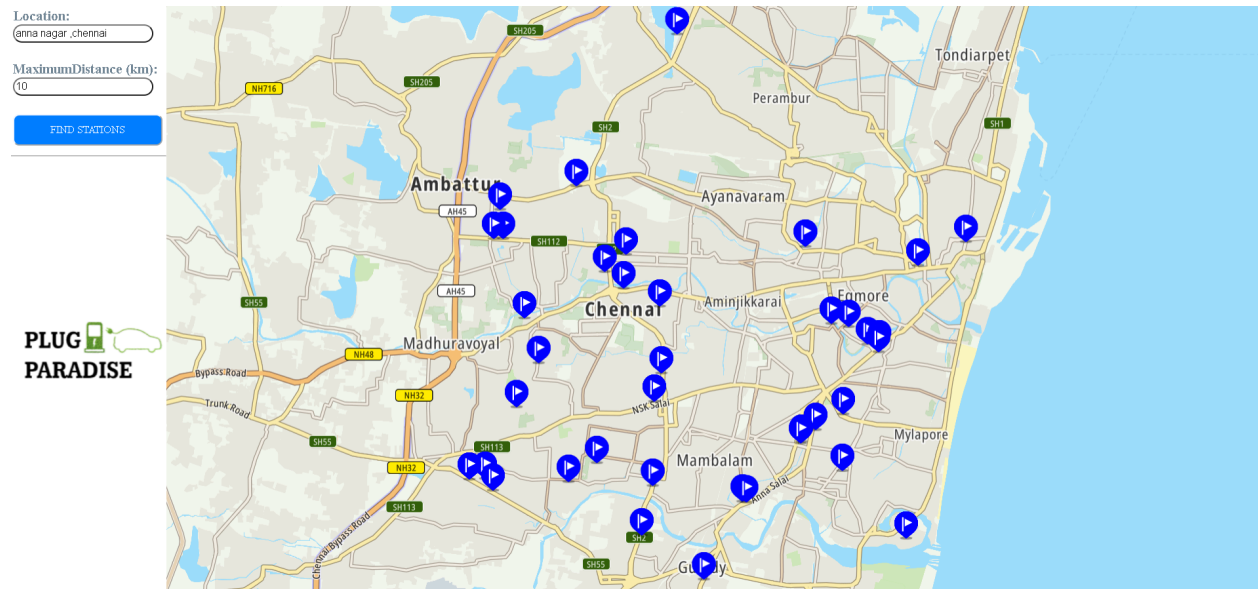 Location:
anna nagar ,chennai
MaximumDistance (km):
10
FIND STATIONS
PLUG
PARADISE
SH205
Tondiarpet
SH205
NH716
Perambur
SH2
SH1
Ambattur
Ayanavaram
AH45
SH112
AH45
SH55
Chennai
Aminjikkarai
Egmore
Madhuravoyal
NH48
Bypass Road
NH32
Trunk Road
NSK Salai
SH55
SH113
Mylapore
NH32
Mambalam
Anna Salai
SH113
Chennai Bypass Road
SH2
SH55